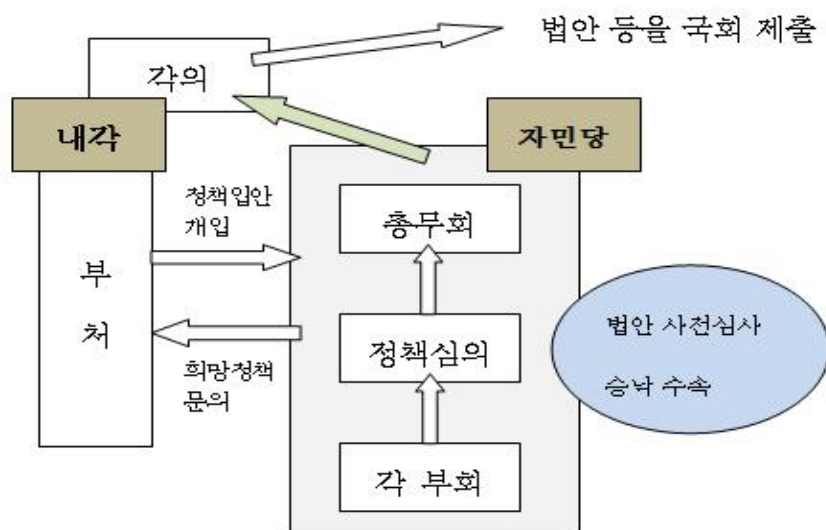 법안 등을 국회 제출
각의
내각
자민당
정책입안
개입
총무회
부
처
법안 사전심사
정책심의
희망정책
문의
승낙 수속
각 부회